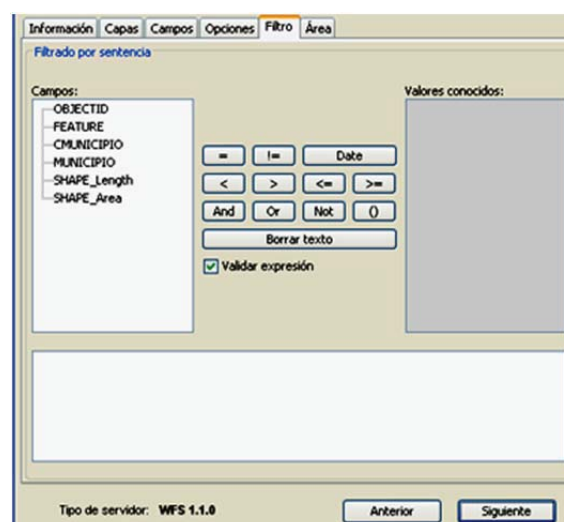 Información Capas Campos Opciones Filtro Área
Filtrado por sentencia
Campos: Valores conocidos:
OBJECTID
FEATURE
CMUNICIPIO
MUNICIPIO
SHAPE_Length
SHAPE_Area
= != Date
< > <= >=
And Or Not ()
Borrar texto
Validar expresión
Tipo de servidor: WFS 1.1.0 Anterior Siguiente